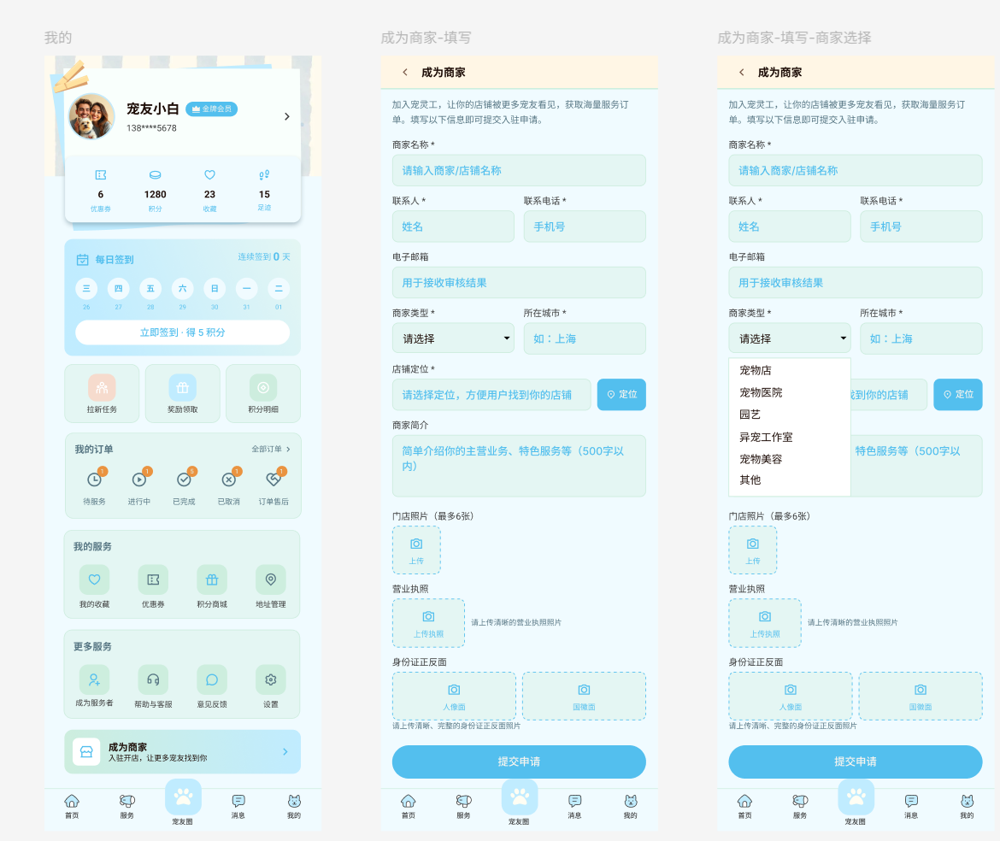 我的
宠友小白 金牌会员
138****5678
6 1280 23 15
优惠券 积分 收藏 足迹
每日签到 连续签到 0 天
三 四 五 六 日 一 二
26 27 28 29 30 31 01
立即签到 · 得 5 积分
拉新任务 奖励领取 积分明细
我的订单 全部订单
1 1 5 1 1
待服务 进行中 已完成 已取消 订单售后
我的服务
我的收藏 优惠券 积分商城 地址管理
更多服务
成为服务者 帮助与客服 意见反馈 设置
成为商家
入驻开店，让更多宠友找到你
首页 服务 宠友圈 消息 我的
成为商家-填写
成为商家
加入宠灵工，让你的店铺被更多宠友看见，获取海量服务订
单。填写以下信息即可提交入驻申请。
商家名称 *
请输入商家/店铺名称
联系人 * 联系电话 *
姓名 手机号
电子邮箱
用于接收审核结果
商家类型 * 所在城市 *
请选择 如：上海
店铺定位 *
请选择定位，方便用户找到你的店铺 定位
商家简介
简单介绍你的主营业务、特色服务等（500字以
内）
门店照片（最多6张）
上传
营业执照
上传执照 请上传清晰的营业执照照片
身份证正反面
人像面 国徽面
请上传清晰、完整的身份证正反面照片
提交申请
首页 服务 宠友圈 消息 我的
成为商家-填写-商家选择
成为商家
加入宠灵工，让你的店铺被更多宠友看见，获取海量服务订
单。填写以下信息即可提交入驻申请。
商家名称 *
请输入商家/店铺名称
联系人 * 联系电话 *
姓名 手机号
电子邮箱
用于接收审核结果
商家类型 * 所在城市 *
请选择 如：上海
宠物店
宠物医院 找到你的店铺 定位
园艺
异宠工作室
宠物美容 特色服务等（500字以
其他
门店照片（最多6张）
上传
营业执照
上传执照 请上传清晰的营业执照照片
身份证正反面
人像面 国徽面
请上传清晰、完整的身份证正反面照片
提交申请
首页 服务 宠友圈 消息 我的